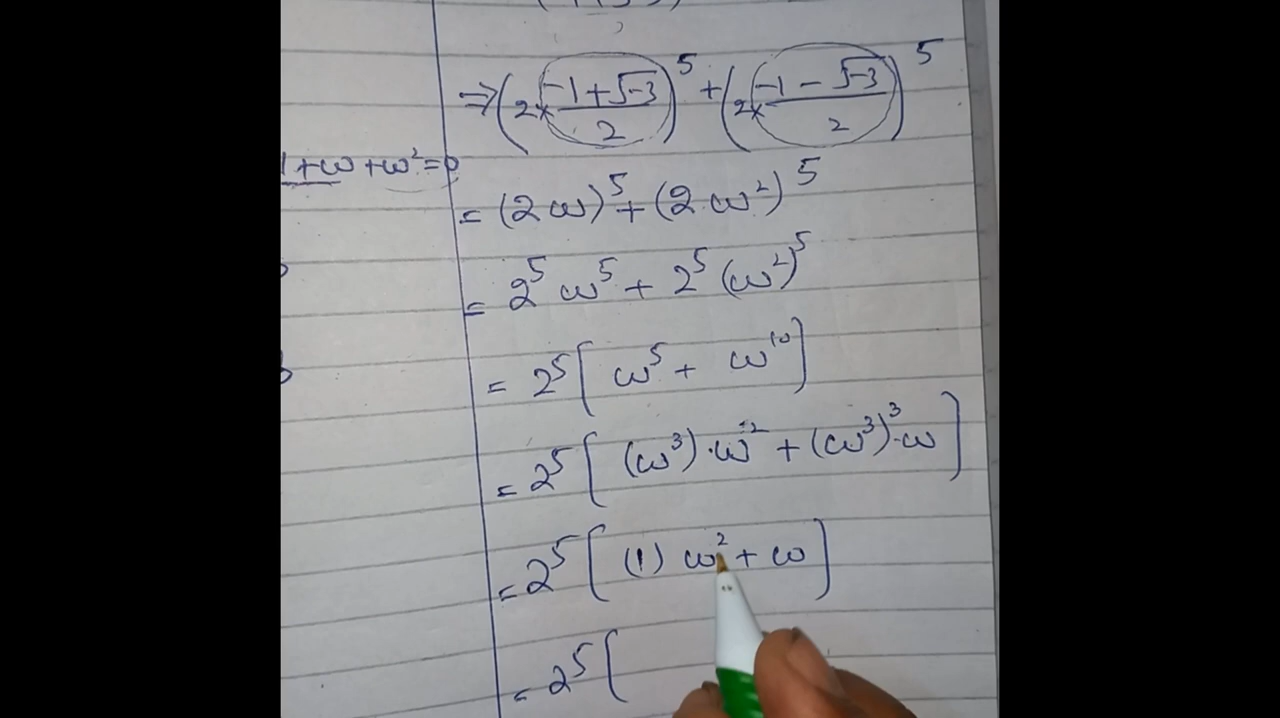 ⇒(2×(-1+√-3)/2)^5 + (2×(-1-√-3)/2)^5
1+ω+ω²=0
= (2ω)^5 + (2ω²)^5
= 2^5 ω^5 + 2^5 (ω²)^5
= 2^5 [ ω^5 + ω^10 ]
= 2^5 [ (ω³)·ω² + (ω³)³·ω ]
= 2^5 [ (1) ω² + ω ]
= 2^5 [